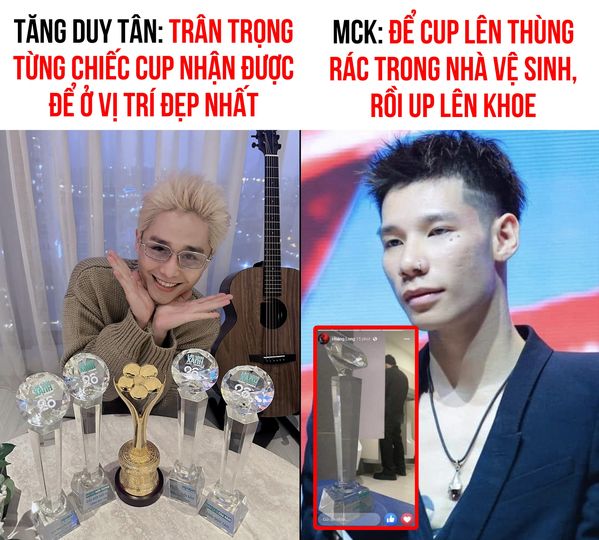 TĂNG DUY TÂN: TRÂN TRỌNG
TỪNG CHIẾC CUP NHẬN ĐƯỢC
ĐỂ Ở VỊ TRÍ ĐẸP NHẤT
MCK: ĐỂ CUP LÊN THÙNG
RÁC TRONG NHÀ VỆ SINH,
RỒI UP LÊN KHOE